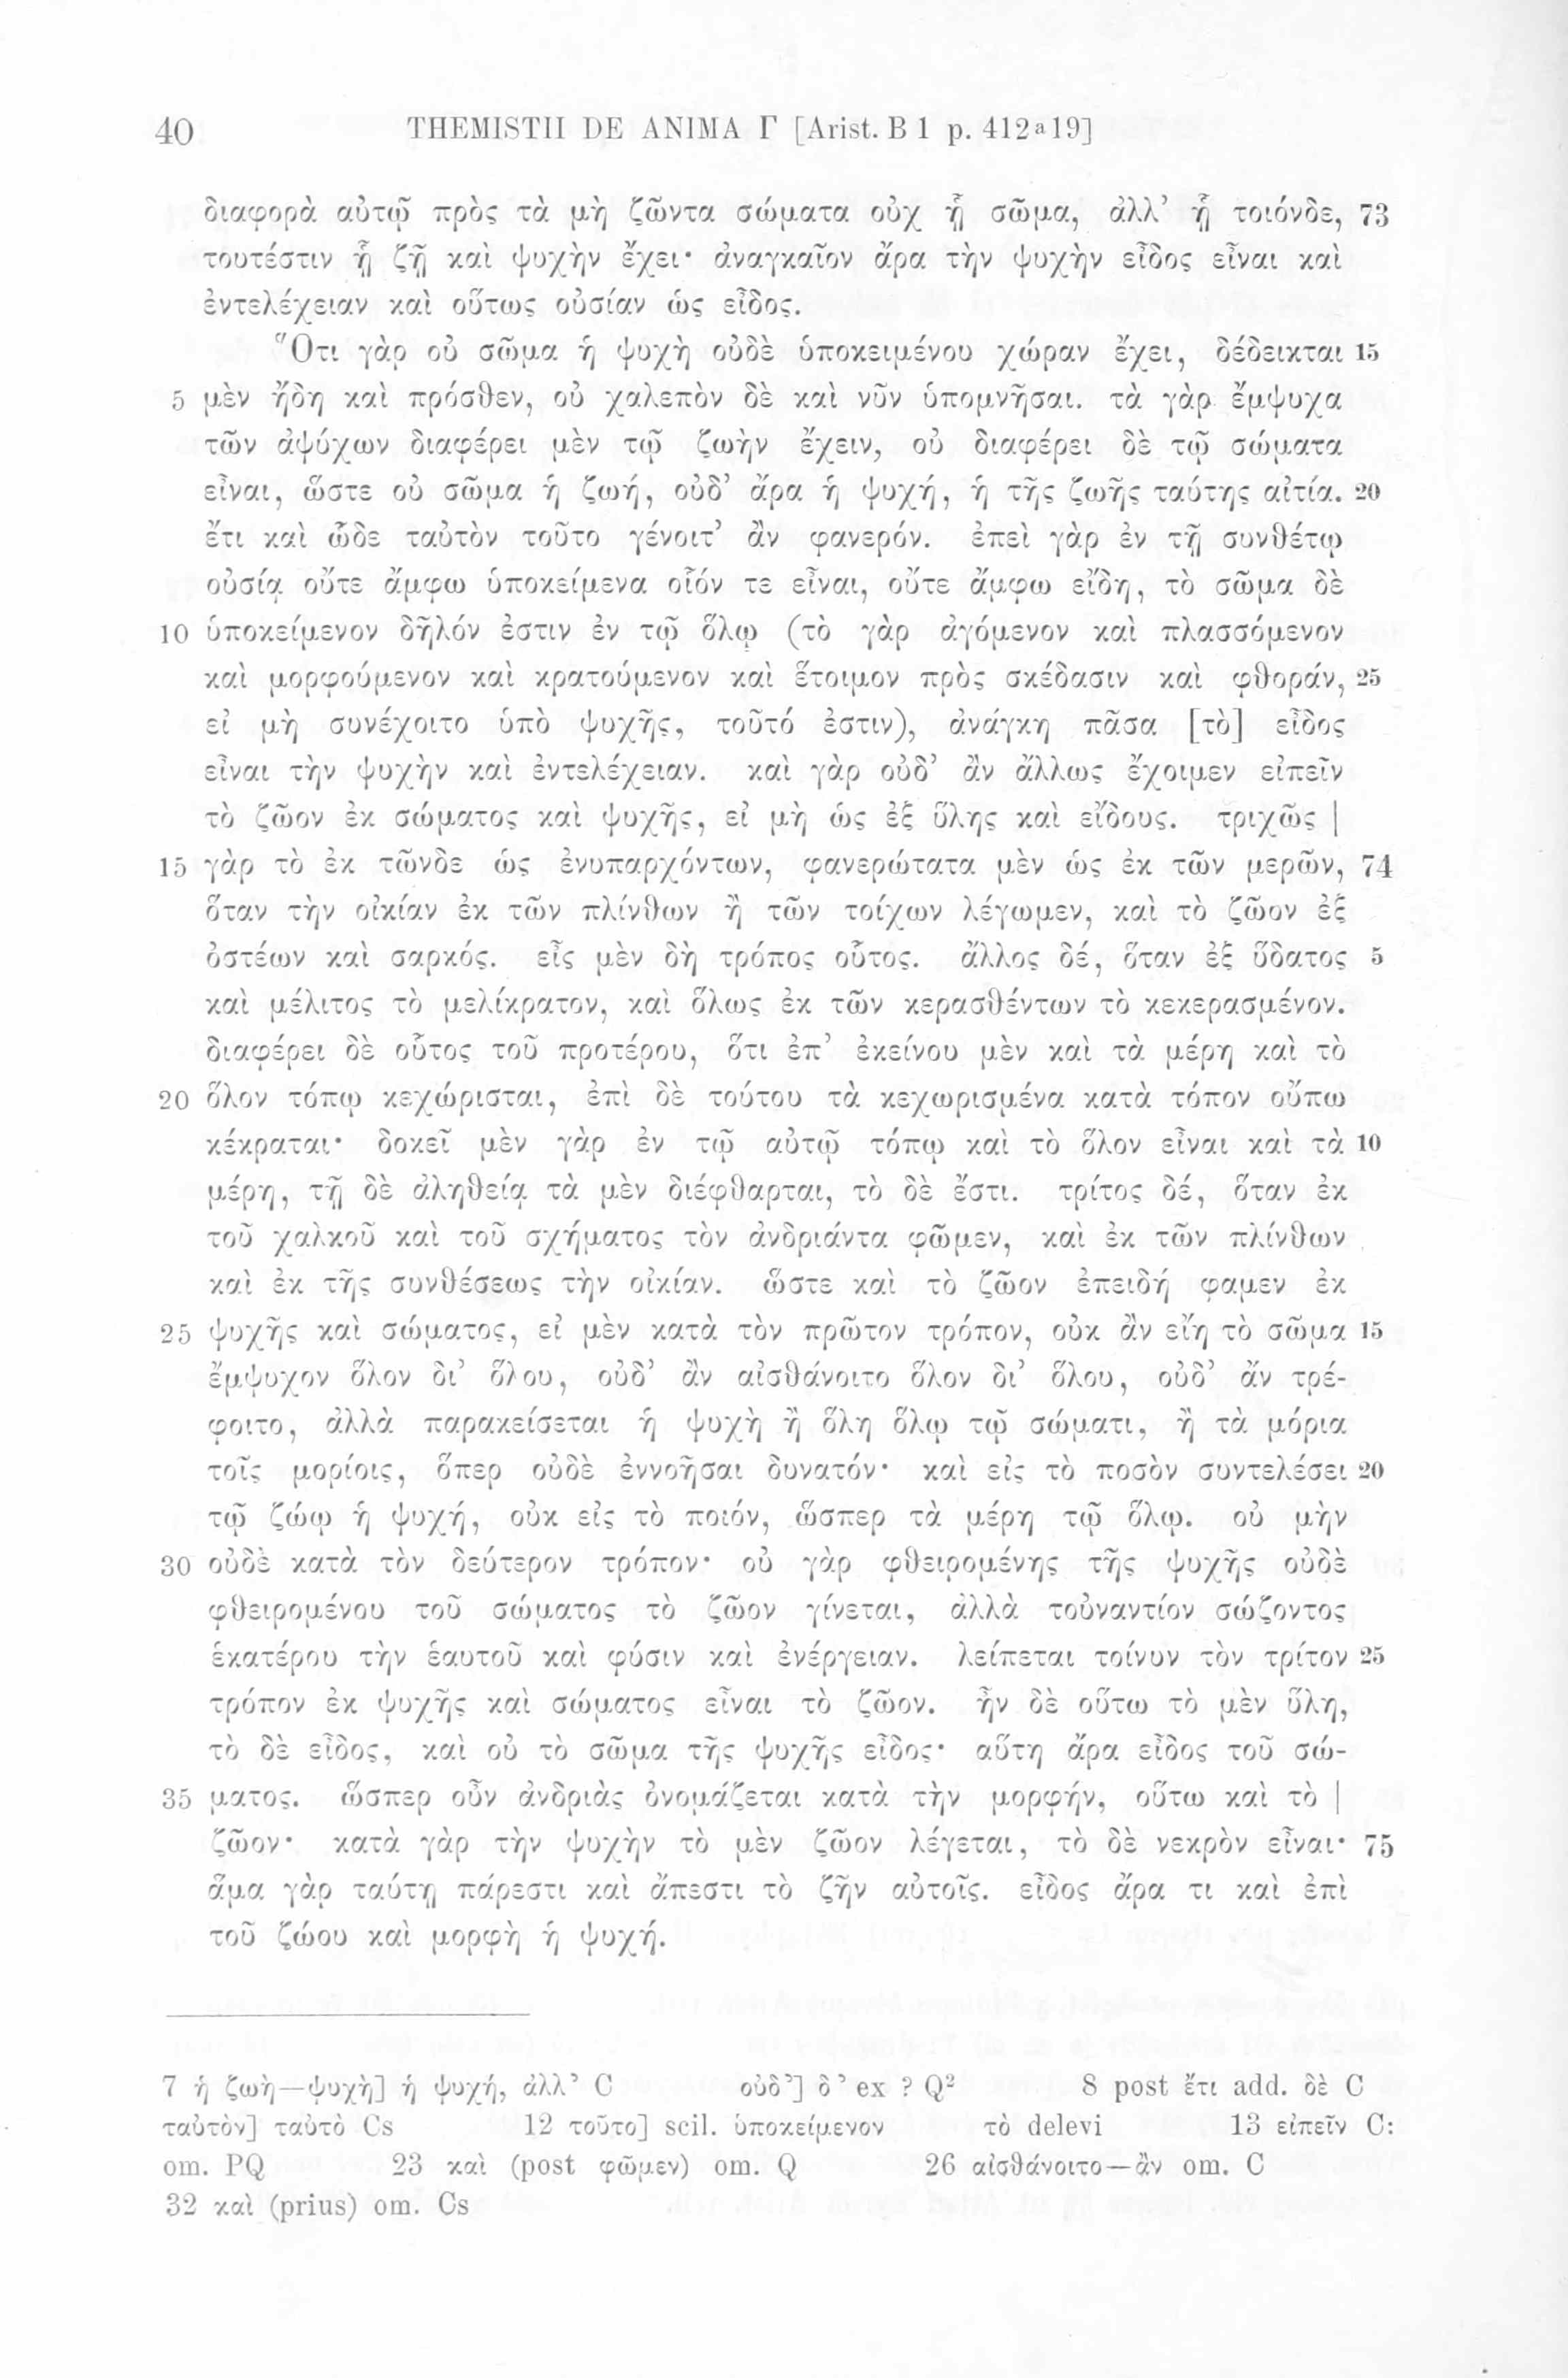 40 THEMISTII DE ANIMA Γ [Arist. B 1 p. 412ᵃ19]
διαφορὰ αὐτῷ πρὸς τὰ μὴ ζῶντα σώματα οὐχ ᾗ σῶμα, ἀλλ’ ᾗ τοιόνδε, 73
τουτέστιν ᾗ ζῇ καὶ ψυχὴν ἔχει· ἀναγκαῖον ἄρα τὴν ψυχὴν εἶδος εἶναι καὶ
ἐντελέχειαν καὶ οὕτως οὐσίαν ὡς εἶδος.
Ὅτι γὰρ οὐ σῶμα ἡ ψυχὴ οὐδὲ ὑποκειμένου χώραν ἔχει, δέδεικται 15
5 μὲν ἤδη καὶ πρόσθεν, οὐ χαλεπὸν δὲ καὶ νῦν ὑπομνῆσαι. τὰ γὰρ ἔμψυχα
τῶν ἀψύχων διαφέρει μὲν τῷ ζωὴν ἔχειν, οὐ διαφέρει δὲ τῷ σώματα
εἶναι, ὥστε οὐ σῶμα ἡ ζωή, οὐδ’ ἄρα ἡ ψυχή, ἡ τῆς ζωῆς ταύτης αἰτία. 20
ἔτι καὶ ὧδε ταὐτὸν τοῦτο γένοιτ’ ἂν φανερόν. ἐπεὶ γὰρ ἐν τῇ συνθέτῳ
οὐσίᾳ οὔτε ἄμφω ὑποκείμενα οἷόν τε εἶναι, οὔτε ἄμφω εἴδη, τὸ σῶμα δὲ
10 ὑποκείμενον δῆλόν ἐστιν ἐν τῷ ὅλῳ (τὸ γὰρ ἀγόμενον καὶ πλασσόμενον
καὶ μορφούμενον καὶ κρατούμενον καὶ ἕτοιμον πρὸς σκέδασιν καὶ φθοράν, 25
εἰ μὴ συνέχοιτο ὑπὸ ψυχῆς, τοῦτό ἐστιν), ἀνάγκη πᾶσα [τὸ] εἶδος
εἶναι τὴν ψυχὴν καὶ ἐντελέχειαν. καὶ γὰρ οὐδ’ ἂν ἄλλως ἔχοιμεν εἰπεῖν
τὸ ζῶον ἐκ σώματος καὶ ψυχῆς, εἰ μὴ ὡς ἐξ ὕλης καὶ εἴδους. τριχῶς |
15 γὰρ τὸ ἐκ τῶνδε ὡς ἐνυπαρχόντων, φανερώτατα μὲν ὡς ἐκ τῶν μερῶν, 74
ὅταν τὴν οἰκίαν ἐκ τῶν πλίνθων ἢ τῶν τοίχων λέγωμεν, καὶ τὸ ζῶον ἐξ
ὀστέων καὶ σαρκός. εἷς μὲν δὴ τρόπος οὗτος. ἄλλος δέ, ὅταν ἐξ ὕδατος 5
καὶ μέλιτος τὸ μελίκρατον, καὶ ὅλως ἐκ τῶν κερασθέντων τὸ κεκερασμένον.
διαφέρει δὲ οὗτος τοῦ προτέρου, ὅτι ἐπ’ ἐκείνου μὲν καὶ τὰ μέρη καὶ τὸ
20 ὅλον τόπῳ κεχώρισται, ἐπὶ δὲ τούτου τὰ κεχωρισμένα κατὰ τόπον οὔπω
κέκραται· δοκεῖ μὲν γὰρ ἐν τῷ αὐτῷ τόπῳ καὶ τὸ ὅλον εἶναι καὶ τὰ 10
μέρη, τῇ δὲ ἀληθείᾳ τὰ μὲν διέφθαρται, τὸ δὲ ἔστι. τρίτος δέ, ὅταν ἐκ
τοῦ χαλκοῦ καὶ τοῦ σχήματος τὸν ἀνδριάντα φῶμεν, καὶ ἐκ τῶν πλίνθων
καὶ ἐκ τῆς συνθέσεως τὴν οἰκίαν. ὥστε καὶ τὸ ζῶον ἐπειδή φαμεν ἐκ
25 ψυχῆς καὶ σώματος, εἰ μὲν κατὰ τὸν πρῶτον τρόπον, οὐκ ἂν εἴη τὸ σῶμα 15
ἔμψυχον ὅλον δι’ ὅλου, οὐδ’ ἂν αἰσθάνοιτο ὅλον δι’ ὅλου, οὐδ’ ἄν τρέ-
φοιτο, ἀλλὰ παρακείσεται ἡ ψυχὴ ἢ ὅλη ὅλῳ τῷ σώματι, ἢ τὰ μόρια
τοῖς μορίοις, ὅπερ οὐδὲ ἐννοῆσαι δυνατόν· καὶ εἰς τὸ ποσὸν συντελέσει 20
τῷ ζώῳ ἡ ψυχή, οὐκ εἰς τὸ ποιόν, ὥσπερ τὰ μέρη τῷ ὅλῳ. οὐ μὴν
30 οὐδὲ κατὰ τὸν δεύτερον τρόπον· οὐ γὰρ φθειρομένης τῆς ψυχῆς οὐδὲ
φθειρομένου τοῦ σώματος τὸ ζῶον γίνεται, ἀλλὰ τοὐναντίον σώζοντος
ἑκατέρου τὴν ἑαυτοῦ καὶ φύσιν καὶ ἐνέργειαν. λείπεται τοίνυν τὸν τρίτον 25
τρόπον ἐκ ψυχῆς καὶ σώματος εἶναι τὸ ζῶον. ἦν δὲ οὕτω τὸ μὲν ὕλη,
τὸ δὲ εἶδος, καὶ οὐ τὸ σῶμα τῆς ψυχῆς εἶδος· αὕτη ἄρα εἶδος τοῦ σώ-
35 ματος. ὥσπερ οὖν ἀνδριὰς ὀνομάζεται κατὰ τὴν μορφήν, οὕτω καὶ τὸ |
ζῶον· κατὰ γὰρ τὴν ψυχὴν τὸ μὲν ζῶον λέγεται, τὸ δὲ νεκρὸν εἶναι· 75
ἅμα γὰρ ταύτῃ πάρεστι καὶ ἄπεστι τὸ ζῆν αὐτοῖς. εἶδος ἄρα τι καὶ ἐπὶ
τοῦ ζώου καὶ μορφὴ ἡ ψυχή.
7 ἡ ζωὴ—ψυχὴ] ἡ ψυχή, ἀλλ’ C οὐδ’] δ’ ex ? Q² 8 post ἔτι add. δὲ C
ταὐτὸν] ταὐτὸ Cs 12 τοῦτο] scil. ὑποκείμενον τὸ delevi 13 εἰπεῖν C:
om. PQ 23 καὶ (post φῶμεν) om. Q 26 αἰσθάνοιτο—ἂν om. C
32 καὶ (prius) om. Cs